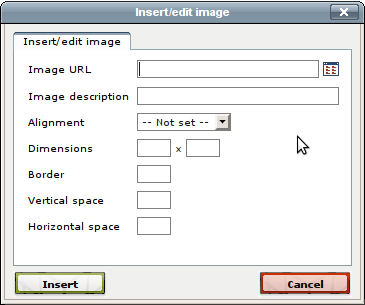 Insert/edit image
Insert/edit image
Image URL
Image description
Alignment -- Not set --
Dimensions x
Border
Vertical space
Horizontal space
Insert Cancel